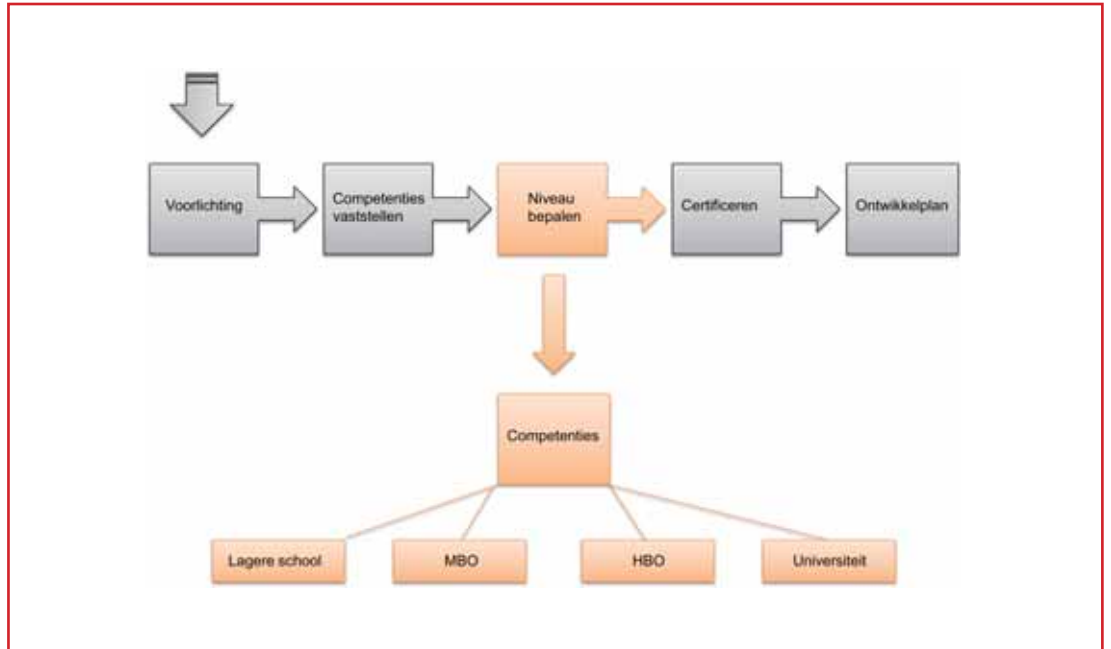 Voorlichting
Competenties
vaststellen
Niveau
bepalen
Certificeren
Ontwikkelplan
Competenties
Lagere school
MBO
HBO
Universiteit